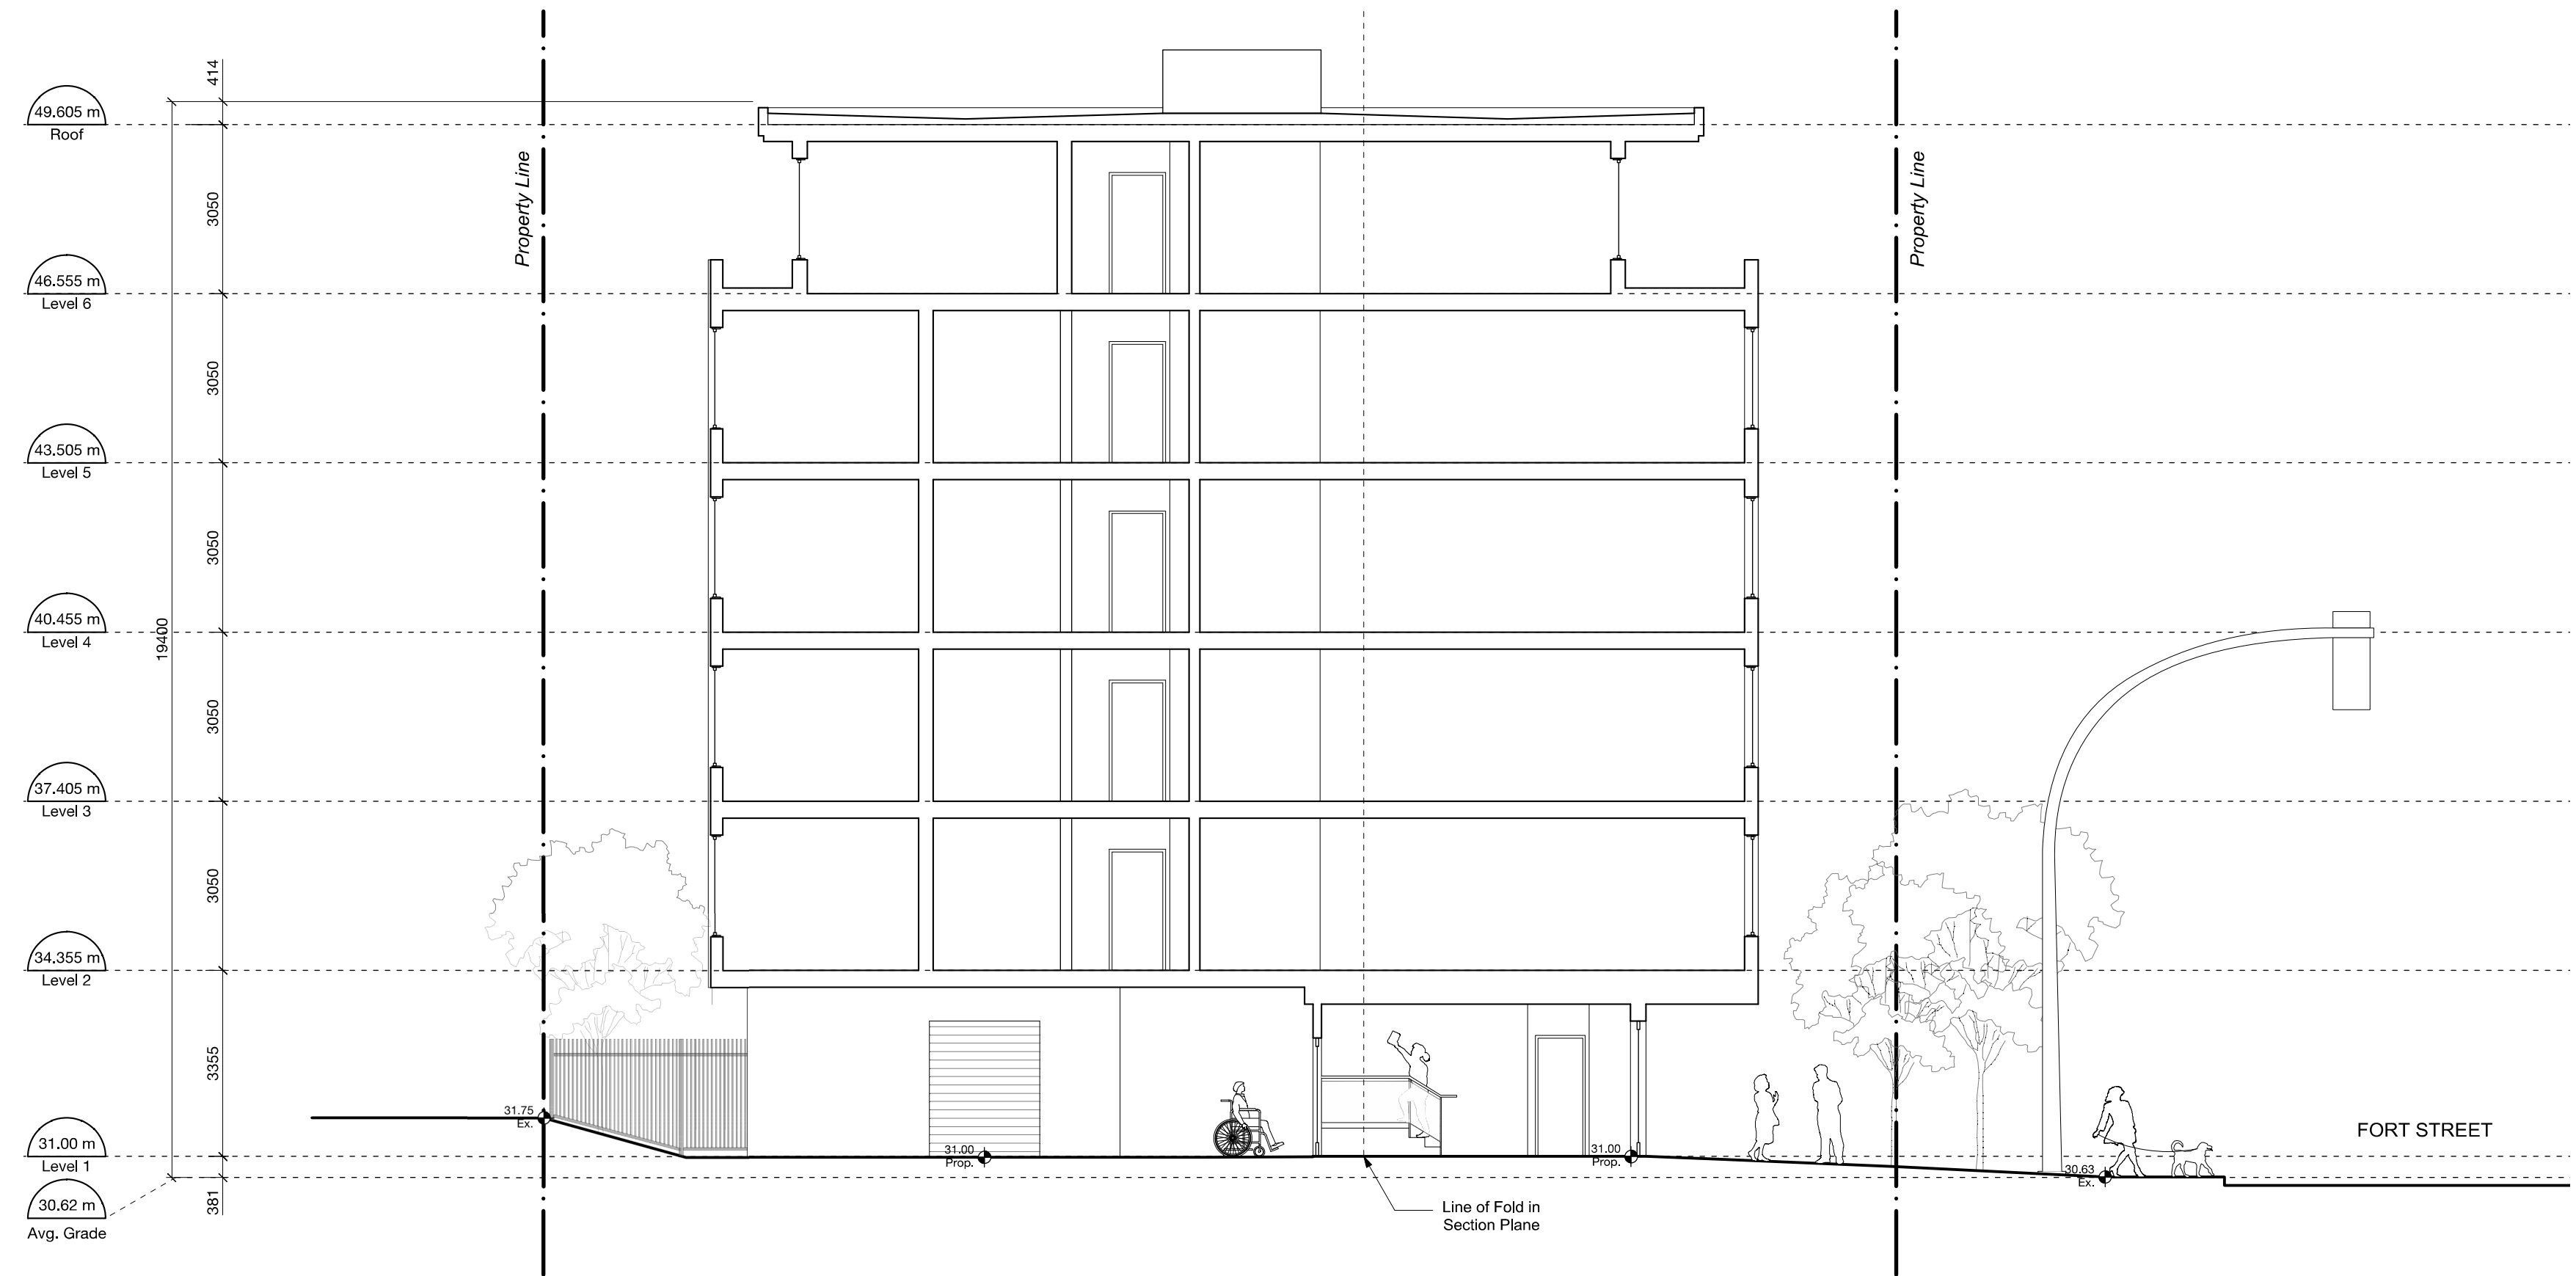 414
49.605 m
Roof
3050
Property Line
Property Line
46.555 m
Level 6
3050
43.505 m
Level 5
3050
40.455 m
Level 4
19400
3050
37.405 m
Level 3
3050
34.355 m
Level 2
3355
31.75
Ex.
31.00 m
Level 1
31.00
Prop.
31.00
Prop.
30.63
Ex.
FORT STREET
30.62 m
Avg. Grade
381
Line of Fold in
Section Plane